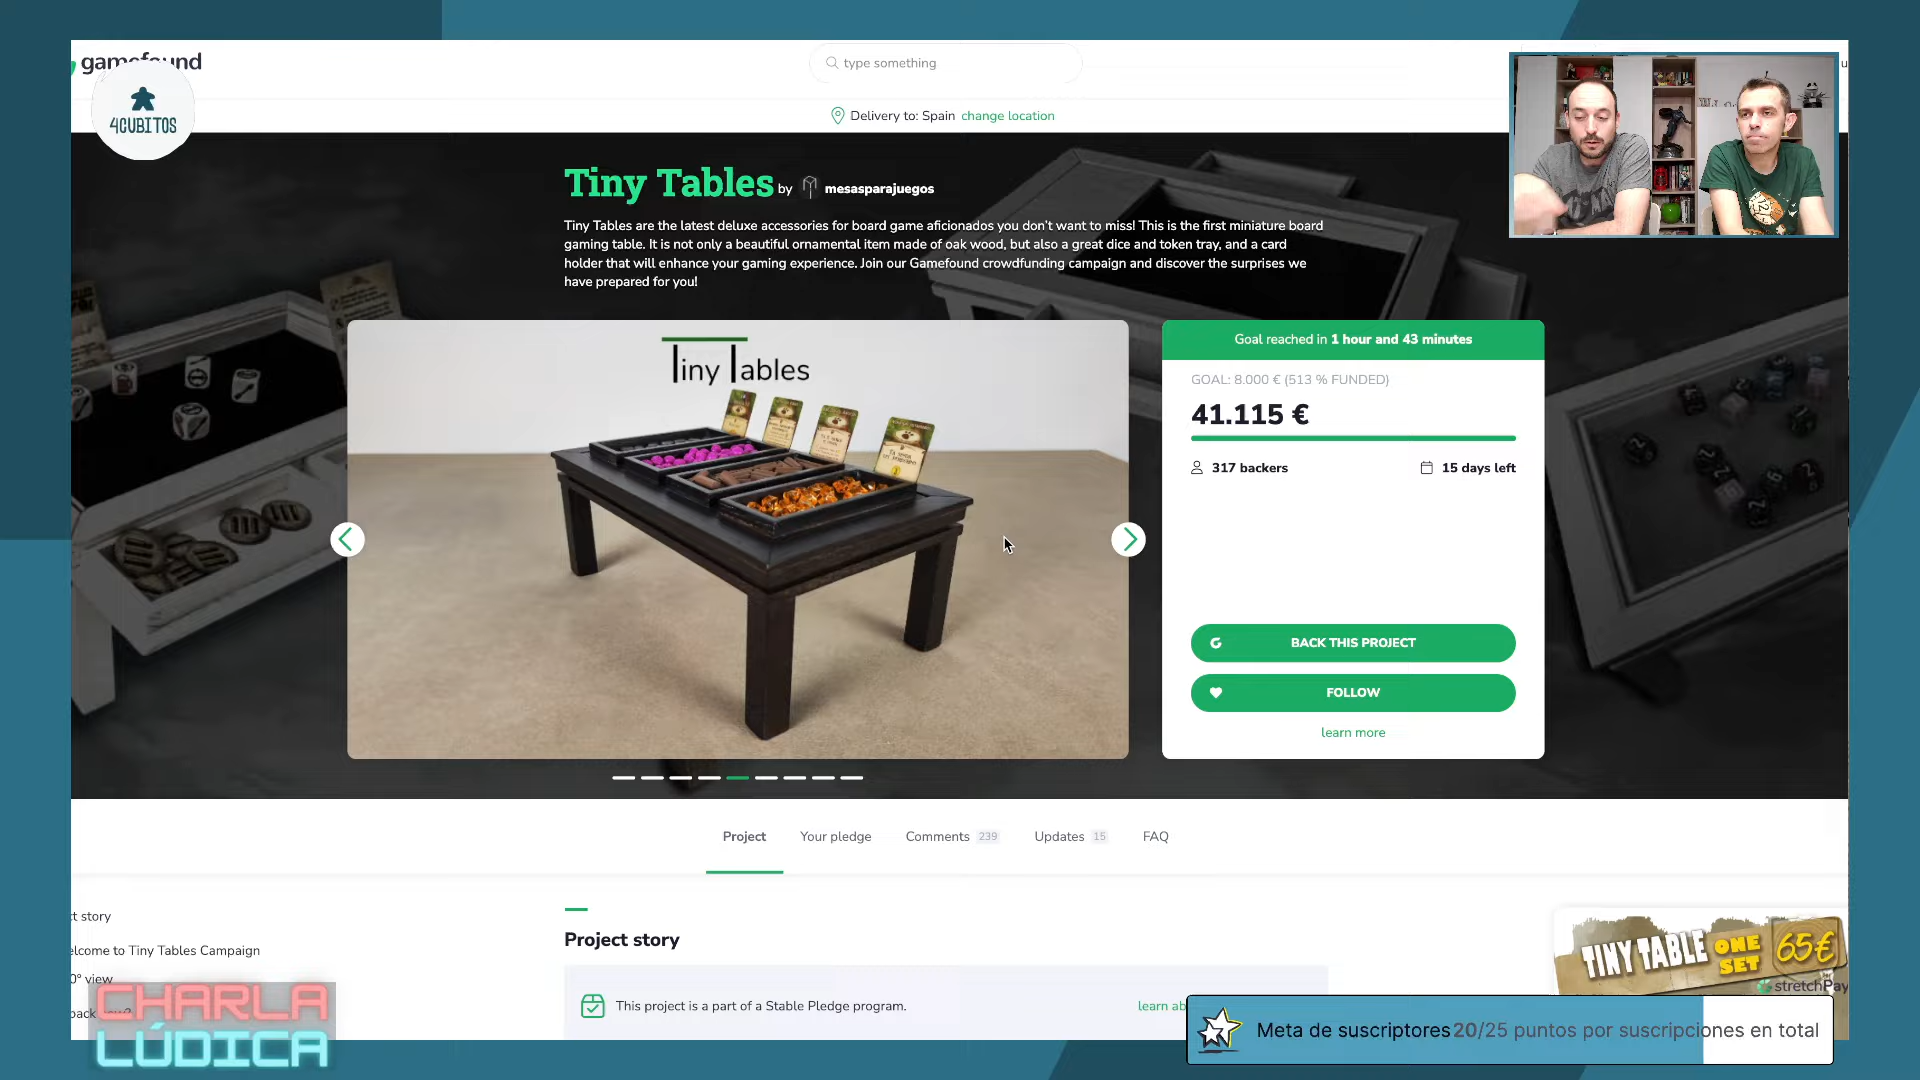 gamefound
type something
Delivery to: Spain change location
4CUBITOS
Tiny Tables by mesasparajuegos
Tiny Tables are the latest deluxe accessories for board game aficionados you don't want to miss! This is the first miniature board
gaming table. It is not only a beautiful ornamental item made of oak wood, but also a great dice and token tray, and a card
holder that will enhance your gaming experience. Join our Gamefound crowdfunding campaign and discover the surprises we
have prepared for you!
Tiny Tables
Goal reached in 1 hour and 43 minutes
GOAL: 8.000 € (513 % FUNDED)
41.115 €
317 backers
15 days left
BACK THIS PROJECT
FOLLOW
learn more
Project
Your pledge
Comments 239
Updates 15
FAQ
ct story
elcome to Tiny Tables Campaign
0° view
Project story
This project is a part of a Stable Pledge program.
learn ab
TINY TABLE ONE SET 65€
stretchPay
CHARLA
LÚDICA
Meta de suscriptores 20/25 puntos por suscripciones en total